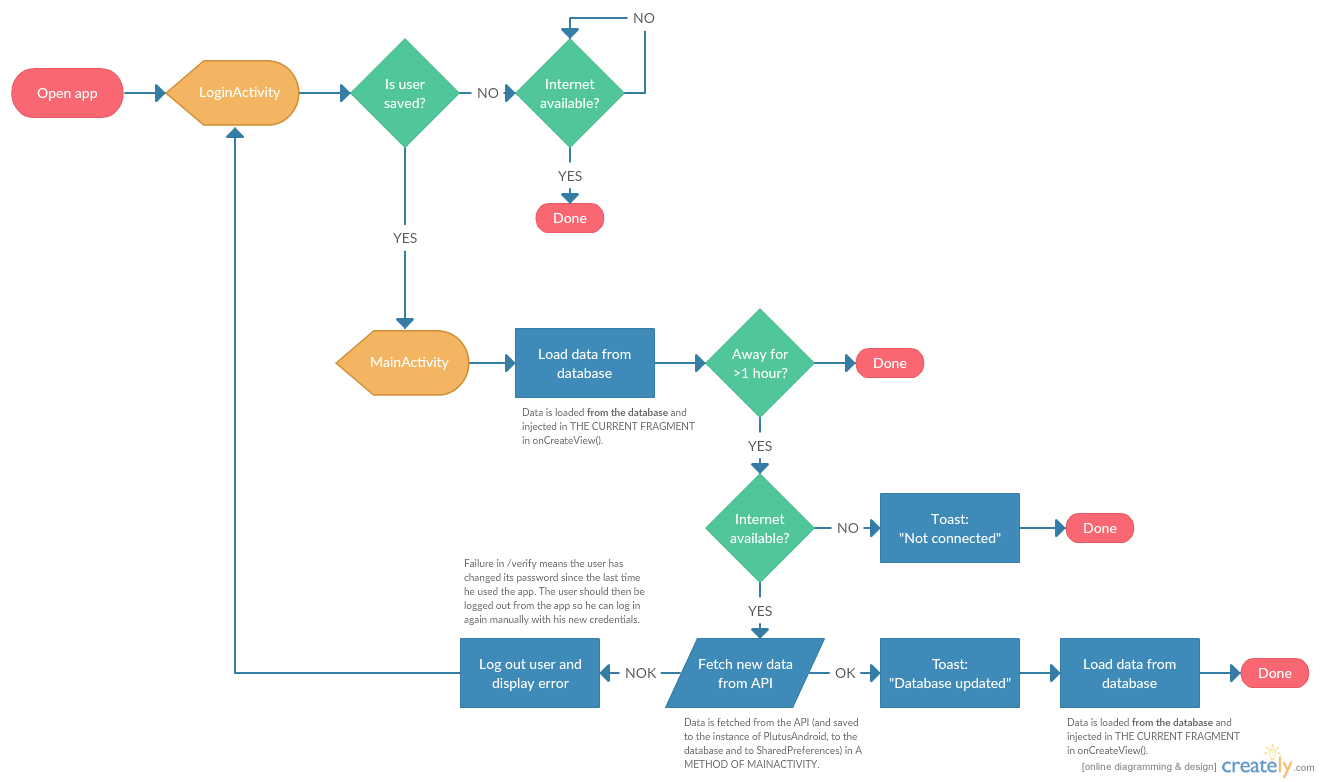 NO
Open app
LoginActivity
Is user
saved?
NO
Internet
available?
YES
Done
YES
MainActivity
Load data from
database
Away for
>1 hour?
Done
Data is loaded from the database and
injected in THE CURRENT FRAGMENT
in onCreateView().
YES
Internet
available?
NO
Toast:
"Not connected"
Done
Failure in /verify means the user has
changed its password since the last time
he used the app. The user should then be
logged out from the app so he can log in
again manually with his new credentials.
YES
Log out user and
display error
NOK
Fetch new data
from API
OK
Toast:
"Database updated"
Load data from
database
Done
Data is fetched from the API (and saved
to the instance of PlutusAndroid, to the
database and to SharedPreferences) in A
METHOD OF MAINACTIVITY.
Data is loaded from the database and
injected in THE CURRENT FRAGMENT
in onCreateView().
[online diagramming & design] creately.com